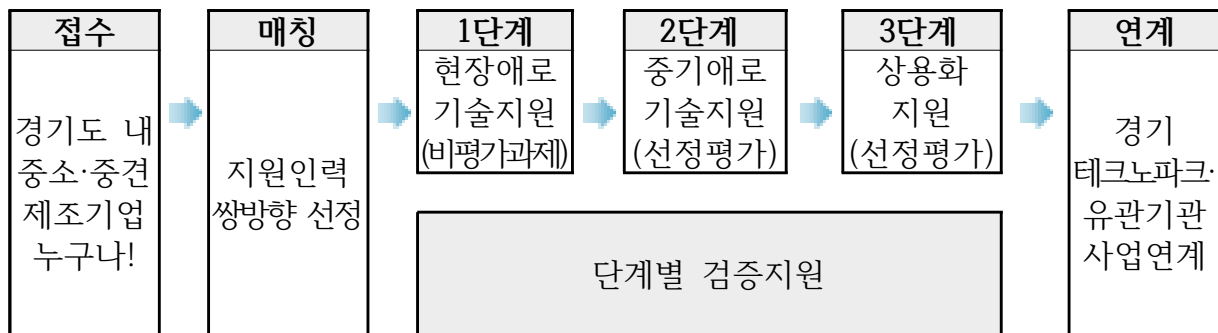 접수
경기도 내
중소·중견
제조기업
누구나!
매칭
지원인력
쌍방향 선정
1단계
현장애로
기술지원
(비평가과제)
2단계
중기애로
기술지원
(선정평가)
3단계
상용화
지원
(선정평가)
단계별 검증지원
연계
경기
테크노파크·
유관기관
사업연계